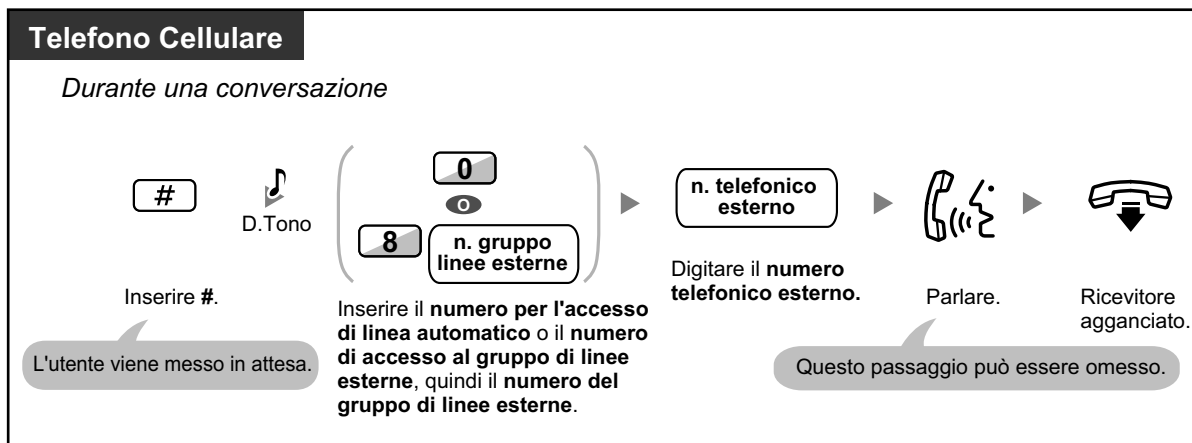 Telefono Cellulare
Durante una conversazione
#
D.Tono
0
O
8
n. gruppo
linee esterne
n. telefonico
esterno
Inserire #.
L'utente viene messo in attesa.
Inserire il numero per l'accesso
di linea automatico o il numero
di accesso al gruppo di linee
esterne, quindi il numero del
gruppo di linee esterne.
Digitare il numero
telefonico esterno.
Parlare.
Questo passaggio può essere omesso.
Ricevitore
agganciato.